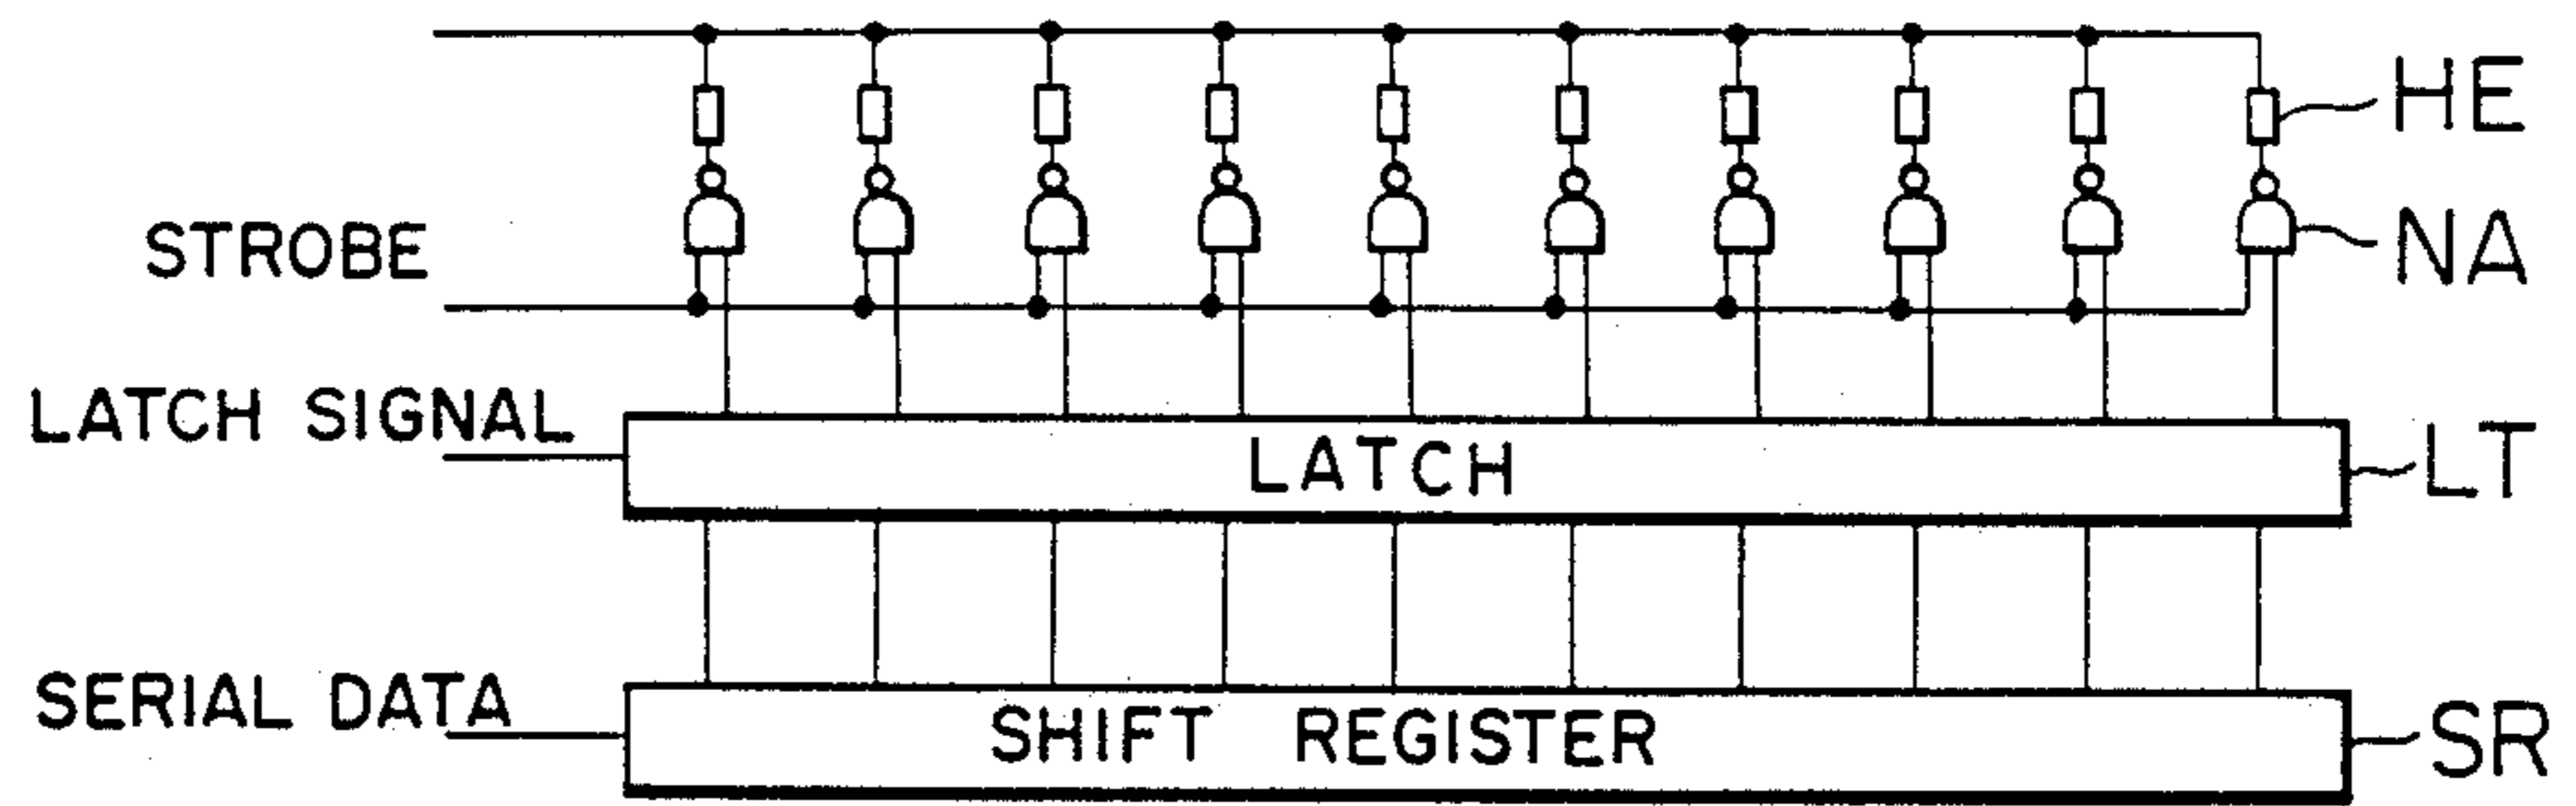 HE
STROBE
NA
LATCH SIGNAL
LATCH
LT
SERIAL DATA
SHIFT REGISTER
SR